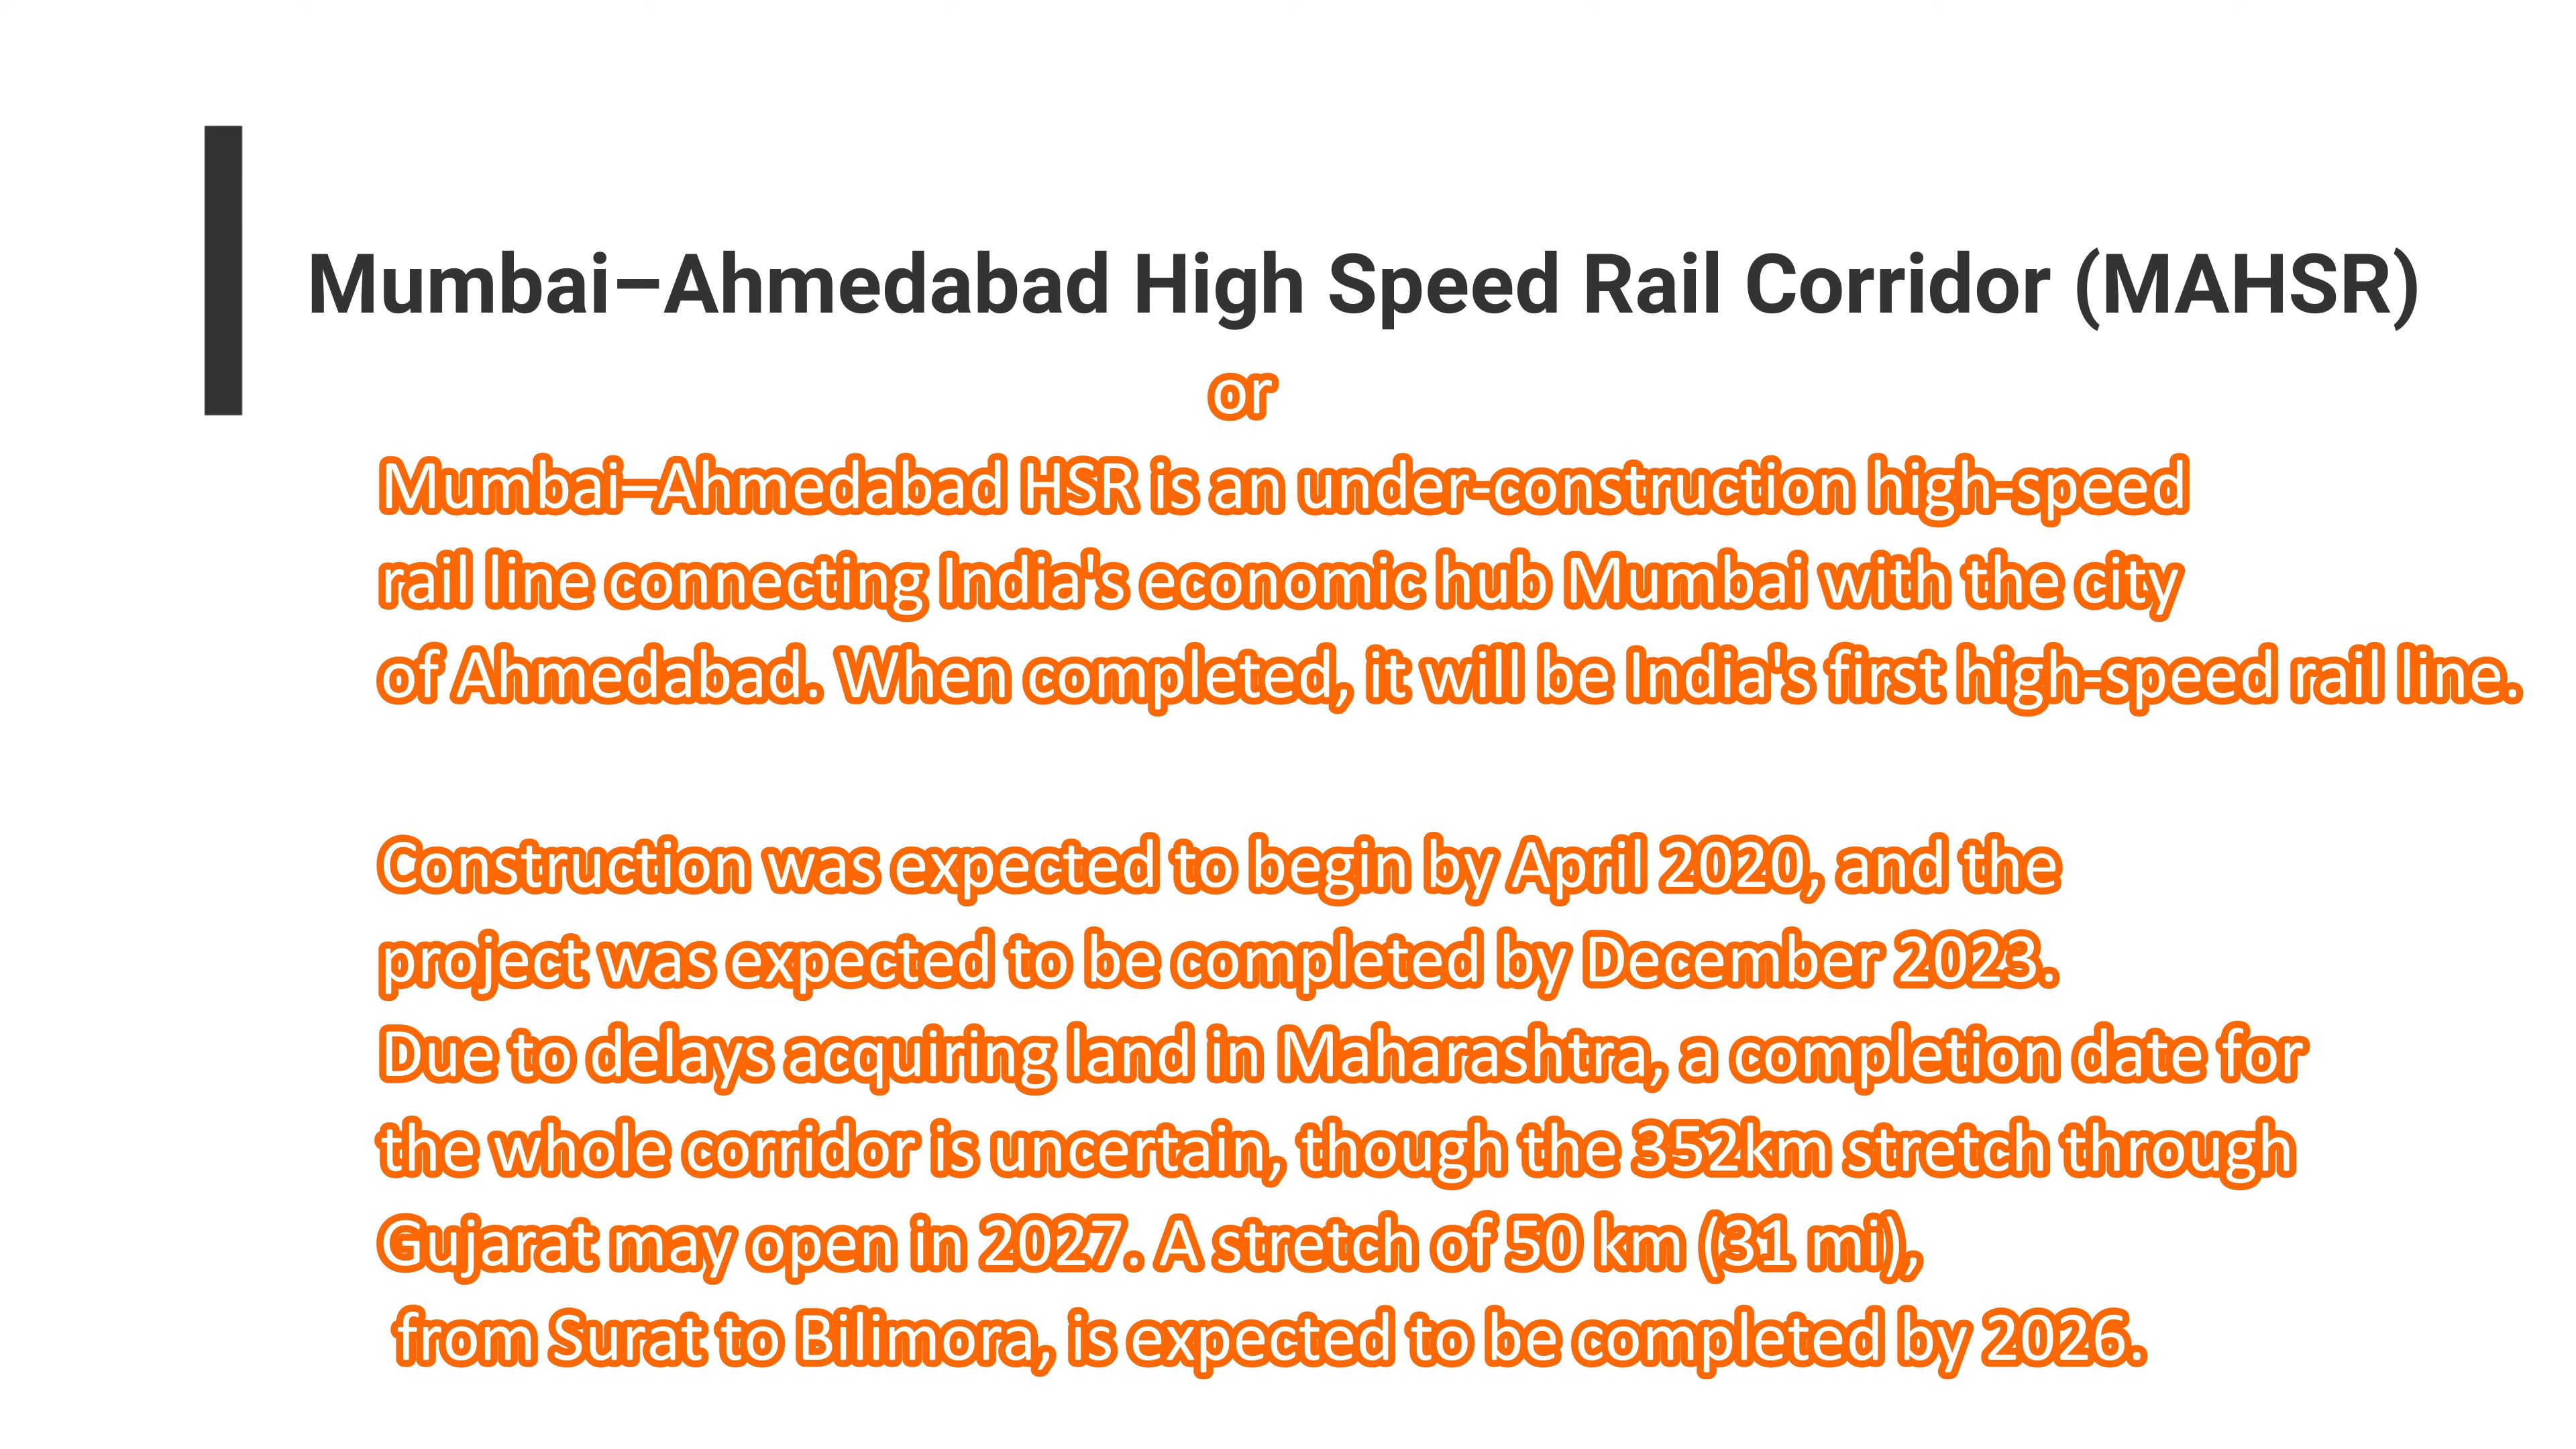 Mumbai–Ahmedabad High Speed Rail Corridor (MAHSR)
or
Mumbai–Ahmedabad HSR is an under-construction high-speed
rail line connecting India's economic hub Mumbai with the city
of Ahmedabad. When completed, it will be India's first high-speed rail line.
Construction was expected to begin by April 2020, and the
project was expected to be completed by December 2023.
Due to delays acquiring land in Maharashtra, a completion date for
the whole corridor is uncertain, though the 352km stretch through
Gujarat may open in 2027. A stretch of 50 km (31 mi),
from Surat to Bilimora, is expected to be completed by 2026.